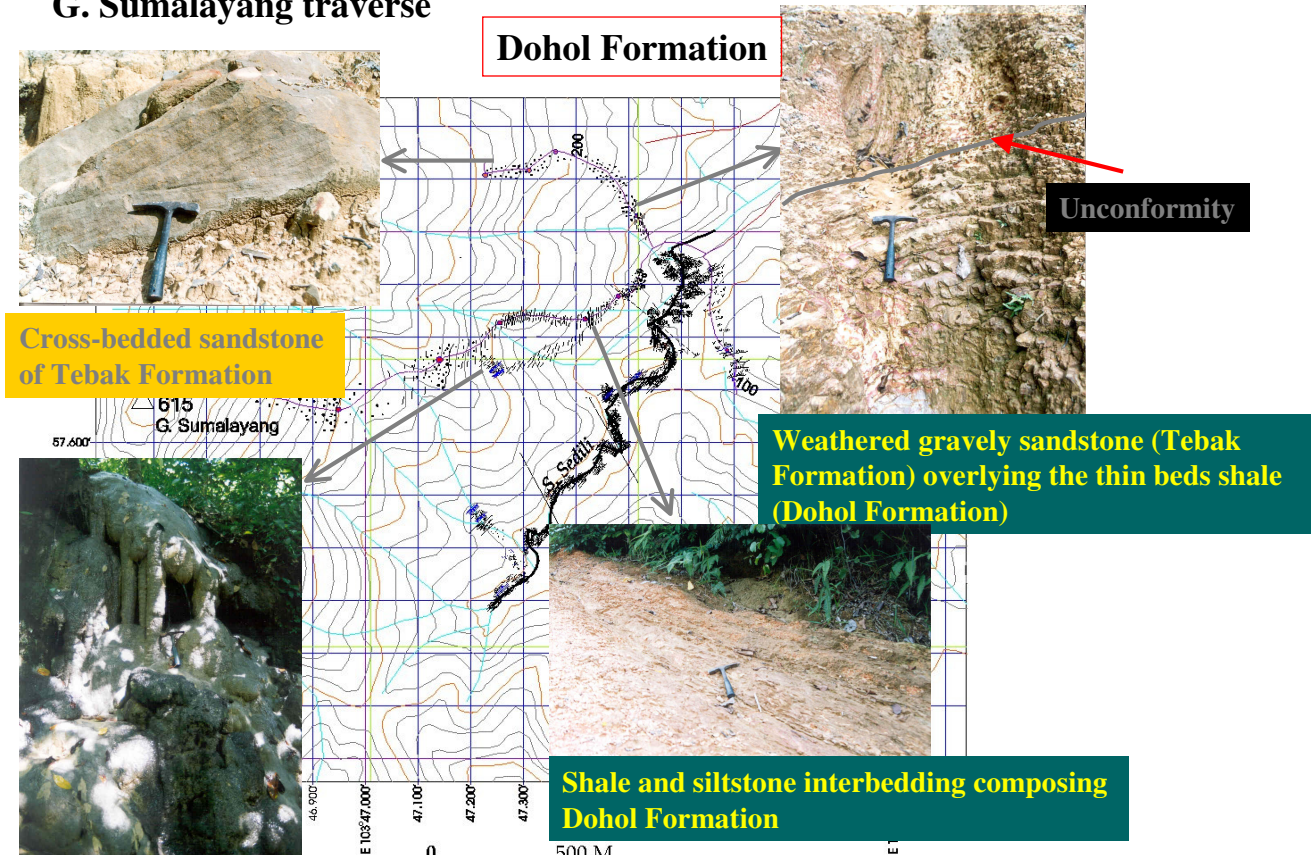 G. Sumalayang traverse
Dohol Formation
Unconformity
Cross-bedded sandstone
of Tebak Formation
200
100
615
G. Sumalayang
57.600'
S. Sedili
Weathered gravely sandstone (Tebak
Formation) overlying the thin beds shale
(Dohol Formation)
Shale and siltstone interbedding composing
Dohol Formation
46.900'
E 103°47.000'
47.100'
47.200'
47.300'
0
500 M